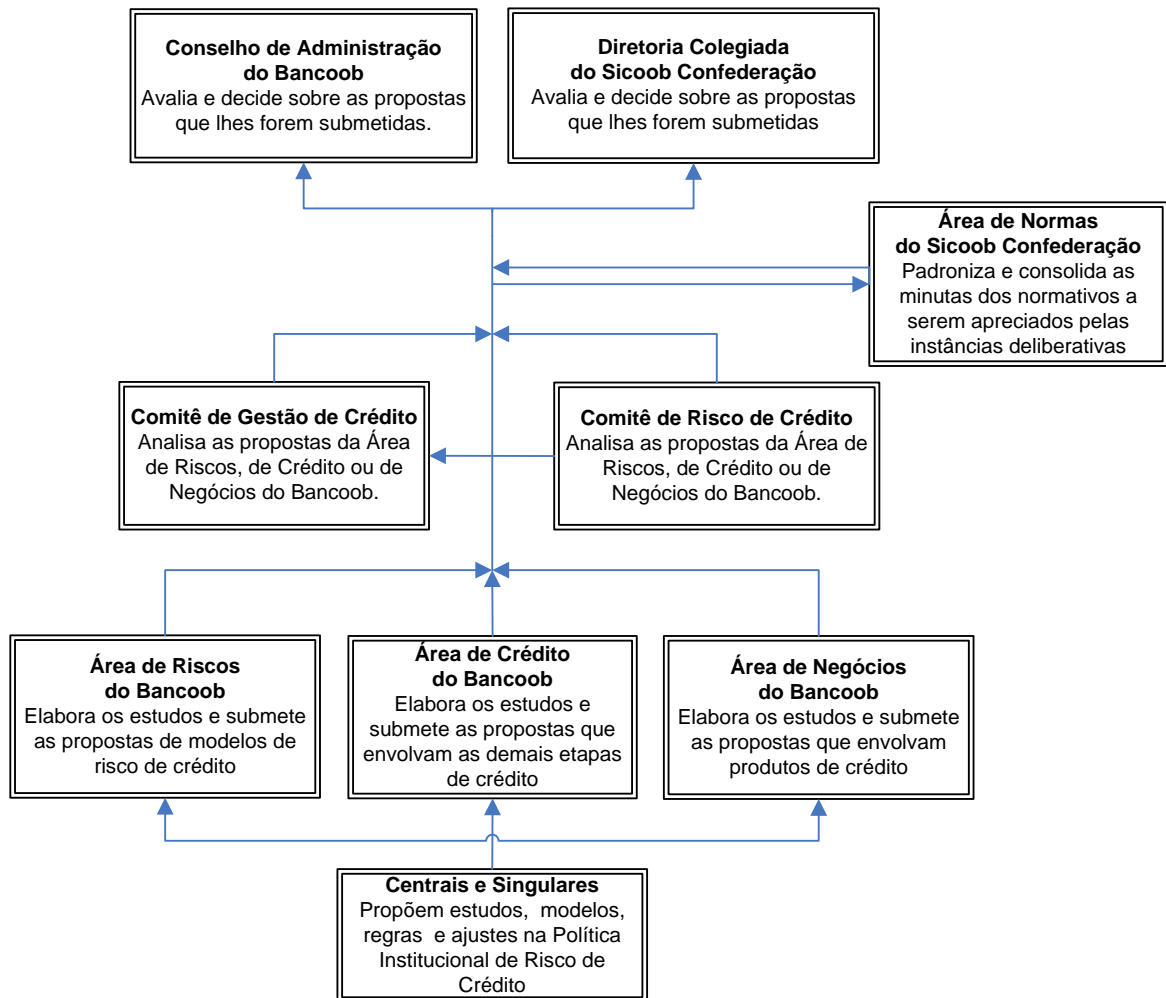 Conselho de Administração
do Bancoob
Avalia e decide sobre as propostas
que lhes forem submetidas.
Diretoria Colegiada
do Sicoob Confederação
Avalia e decide sobre as propostas
que lhes forem submetidas
Área de Normas
do Sicoob Confederação
Padroniza e consolida as
minutas dos normativos a
serem apreciados pelas
instâncias deliberativas
Comitê de Gestão de Crédito
Analisa as propostas da Área
de Riscos, de Crédito ou de
Negócios do Bancoob.
Comitê de Risco de Crédito
Analisa as propostas da Área de
Riscos, de Crédito ou de
Negócios do Bancoob.
Área de Riscos
do Bancoob
Elabora os estudos e submete
as propostas de modelos de
risco de crédito
Área de Crédito
do Bancoob
Elabora os estudos e
submete as propostas que
envolvam as demais etapas
de crédito
Área de Negócios
do Bancoob
Elabora os estudos e submete
as propostas que envolvam
produtos de crédito
Centrais e Singulares
Propõem estudos, modelos,
regras e ajustes na Política
Institucional de Risco de
Crédito